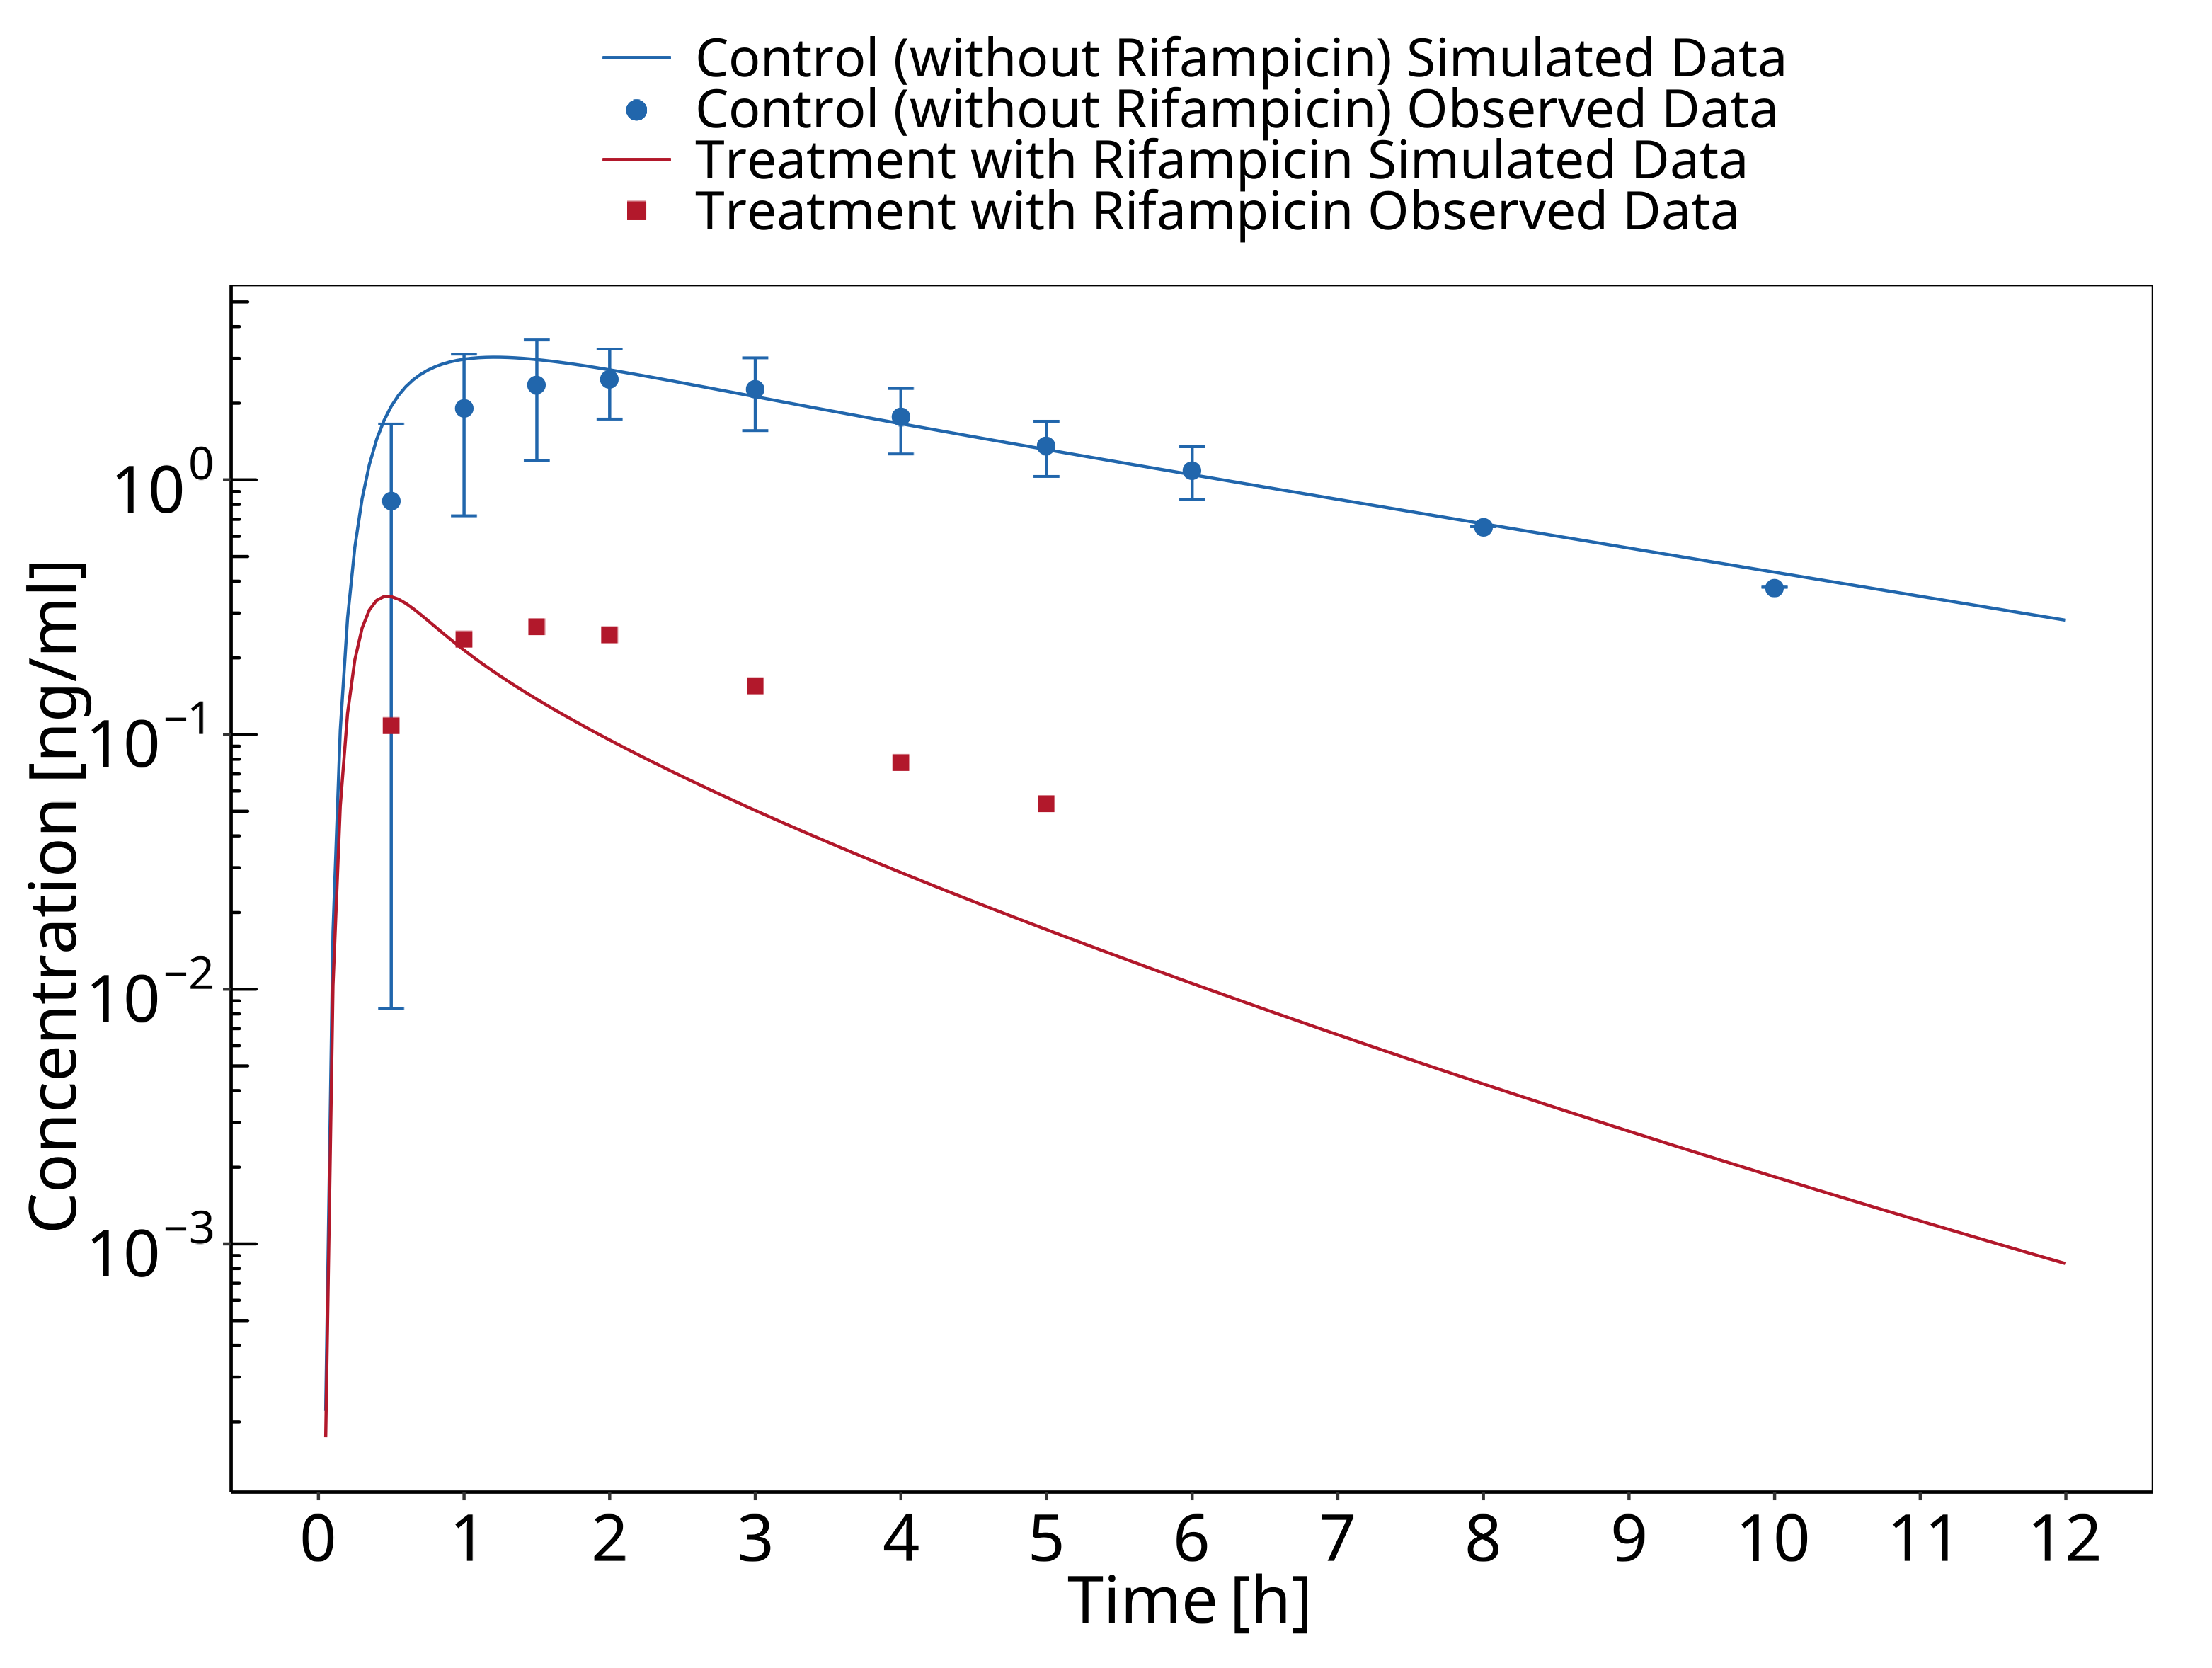 Control (without Rifampicin) Simulated Data
Control (without Rifampicin) Observed Data
Treatment with Rifampicin Simulated Data
Treatment with Rifampicin Observed Data
Concentration [ng/ml]
10⁰
10⁻¹
10⁻²
10⁻³
0 1 2 3 4 5 6 7 8 9 10 11 12
Time [h]